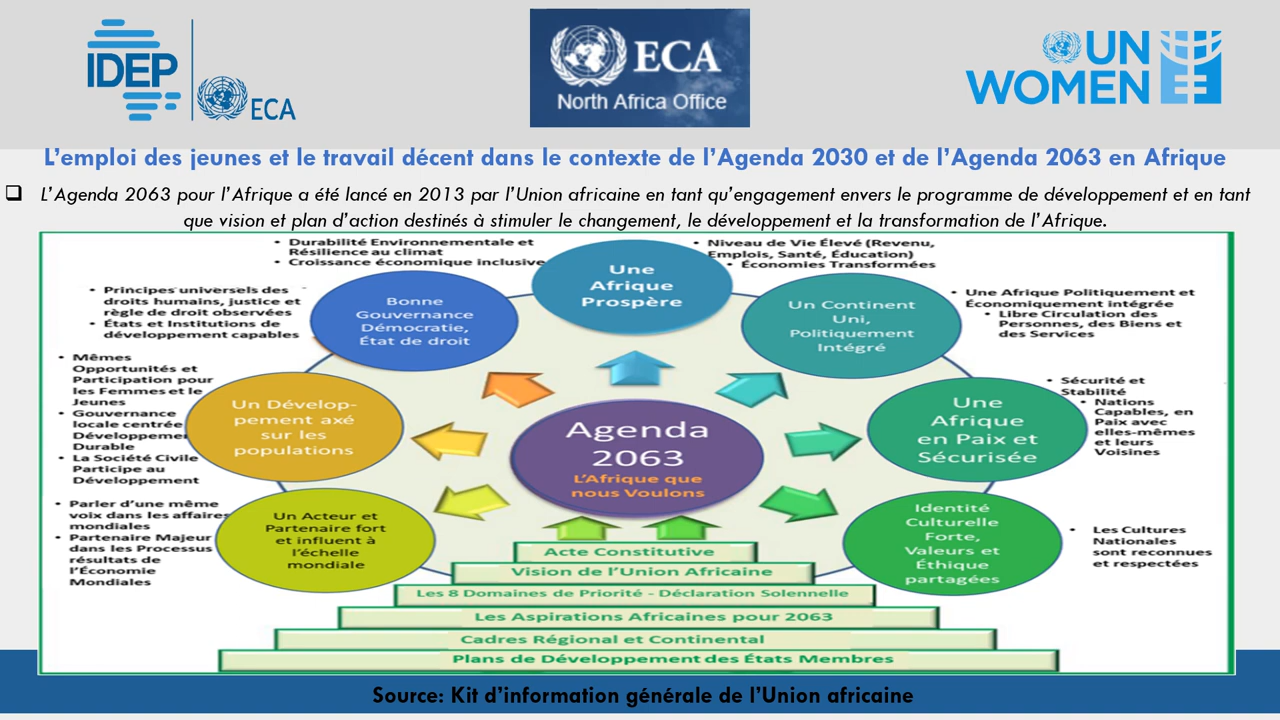 IDEP
ECA
ECA
North Africa Office
UN
WOMEN
L’emploi des jeunes et le travail décent dans le contexte de l’Agenda 2030 et de l’Agenda 2063 en Afrique
❑ L’Agenda 2063 pour l’Afrique a été lancé en 2013 par l’Union africaine en tant qu’engagement envers le programme de développement et en tant
que vision et plan d’action destinés à stimuler le changement, le développement et la transformation de l’Afrique.
• Durabilité Environnementale et
Résilience au climat
• Croissance économique inclusive
Une
Afrique
Prospère
• Niveau de Vie Élevé (Revenu,
Emplois, Santé, Éducation)
• Économies Transformées
• Principes universels des
droits humains, justice et
règle de droit observées
• États et Institutions de
développement capables
Bonne
Gouvernance
Démocratie,
État de droit
Un Continent
Uni,
Politiquement
Intégré
• Une Afrique Politiquement et
Économiquement intégrée
• Libre Circulation des
Personnes, des Biens et
des Services
• Mêmes
Opportunités et
Participation pour
les Femmes et le
Jeunes
• Gouvernance
locale centrée
Développemen
Durable
• La Société Civile
Participe au
Développement
Un Dévelop-
pement axé
sur les
populations
Agenda
2063
L’Afrique que
nous Voulons
Une
Afrique
en Paix et
Sécurisée
• Sécurité et
Stabilité
• Nations
Capables, en
Paix avec
elles-mêmes
et leurs
Voisines
• Parler d’une même
voix dans les affaires
mondiales
• Partenaire Majeur
dans les Processus
résultats de
l’Économie
Mondiales
Un Acteur et
Partenaire fort
et influent à
l’échelle
mondiale
Identité
Culturelle
Forte,
Valeurs et
Éthique
partagées
• Les Cultures
Nationales
sont reconnues
et respectées
Acte Constitutive
Vision de l’Union Africaine
Les 8 Domaines de Priorité - Déclaration Solennelle
Les Aspirations Africaines pour 2063
Cadres Régional et Continental
Plans de Développement des États Membres
Source: Kit d’information générale de l’Union africaine